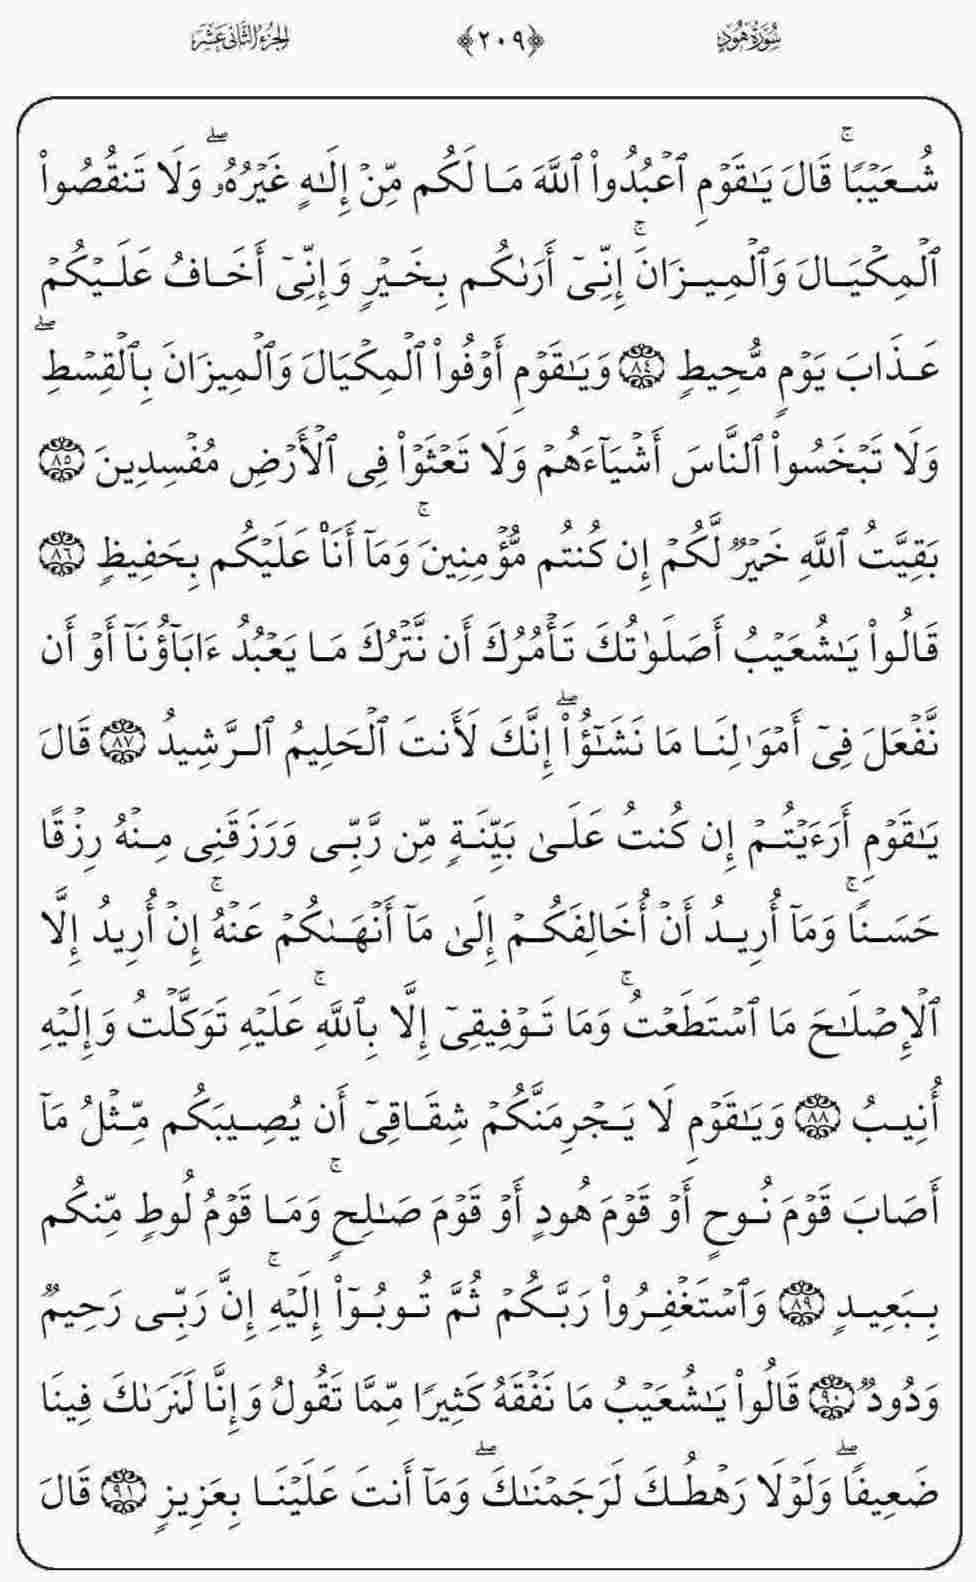 سُورَةُ هُودٍ ﴿٢٠٩﴾ الجُزْءُ الثَّانِي عَشَرَ
شُعَيْبًاۚ قَالَ يَٰقَوْمِ ٱعْبُدُوا۟ ٱللَّهَ مَا لَكُم مِّنْ إِلَٰهٍ غَيْرُهُۥۖ وَلَا تَنقُصُوا۟
ٱلْمِكْيَالَ وَٱلْمِيزَانَۚ إِنِّىٓ أَرَىٰكُم بِخَيْرٍ وَإِنِّىٓ أَخَافُ عَلَيْكُمْ
عَذَابَ يَوْمٍ مُّحِيطٍ ٨٤ وَيَٰقَوْمِ أَوْفُوا۟ ٱلْمِكْيَالَ وَٱلْمِيزَانَ بِٱلْقِسْطِۖ
وَلَا تَبْخَسُوا۟ ٱلنَّاسَ أَشْيَآءَهُمْ وَلَا تَعْثَوْا۟ فِى ٱلْأَرْضِ مُفْسِدِينَ ٨٥
بَقِيَّتُ ٱللَّهِ خَيْرٌ لَّكُمْ إِن كُنتُم مُّؤْمِنِينَۚ وَمَآ أَنَا۠ عَلَيْكُم بِحَفِيظٍ ٨٦
قَالُوا۟ يَٰشُعَيْبُ أَصَلَوٰتُكَ تَأْمُرُكَ أَن نَّتْرُكَ مَا يَعْبُدُ ءَابَآؤُنَآ أَوْ أَن
نَّفْعَلَ فِىٓ أَمْوَٰلِنَا مَا نَشَٰٓؤُا۟ۖ إِنَّكَ لَأَنتَ ٱلْحَلِيمُ ٱلرَّشِيدُ ٨٧ قَالَ
يَٰقَوْمِ أَرَءَيْتُمْ إِن كُنتُ عَلَىٰ بَيِّنَةٍ مِّن رَّبِّى وَرَزَقَنِى مِنْهُ رِزْقًا
حَسَنًاۚ وَمَآ أُرِيدُ أَنْ أُخَالِفَكُمْ إِلَىٰ مَآ أَنْهَىٰكُمْ عَنْهُۚ إِنْ أُرِيدُ إِلَّا
ٱلْإِصْلَٰحَ مَا ٱسْتَطَعْتُۚ وَمَا تَوْفِيقِىٓ إِلَّا بِٱللَّهِۚ عَلَيْهِ تَوَكَّلْتُ وَإِلَيْهِ
أُنِيبُ ٨٨ وَيَٰقَوْمِ لَا يَجْرِمَنَّكُمْ شِقَاقِىٓ أَن يُصِيبَكُم مِّثْلُ مَآ
أَصَابَ قَوْمَ نُوحٍ أَوْ قَوْمَ هُودٍ أَوْ قَوْمَ صَٰلِحٍۚ وَمَا قَوْمُ لُوطٍ مِّنكُم
بِبَعِيدٍ ٨٩ وَٱسْتَغْفِرُوا۟ رَبَّكُمْ ثُمَّ تُوبُوٓا۟ إِلَيْهِۚ إِنَّ رَبِّى رَحِيمٌ
وَدُودٌ ٩٠ قَالُوا۟ يَٰشُعَيْبُ مَا نَفْقَهُ كَثِيرًا مِّمَّا تَقُولُ وَإِنَّا لَنَرَىٰكَ فِينَا
ضَعِيفًاۖ وَلَوْلَا رَهْطُكَ لَرَجَمْنَٰكَۖ وَمَآ أَنتَ عَلَيْنَا بِعَزِيزٍ ٩١ قَالَ